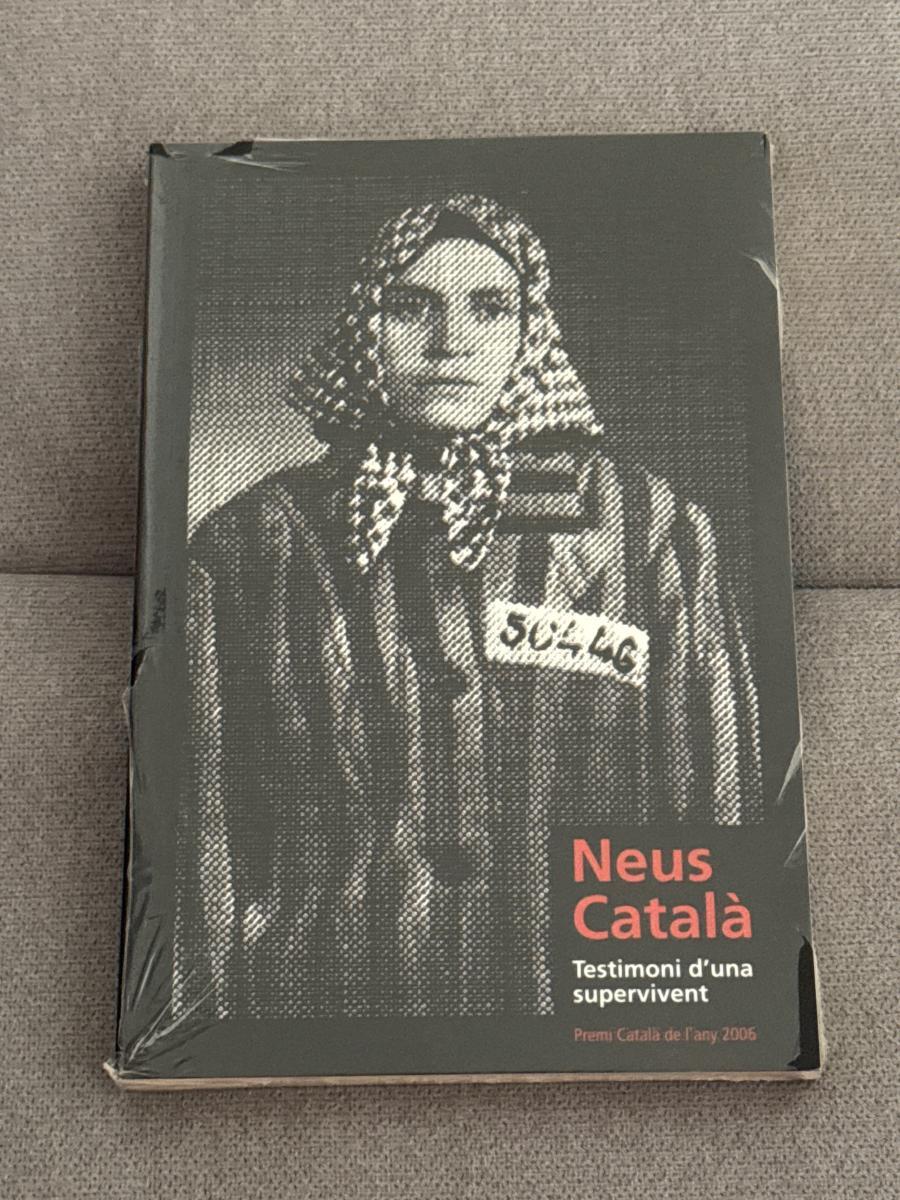 50446
Neus
Català
Testimoni d'una
supervivent
Premi Català de l'any 2006